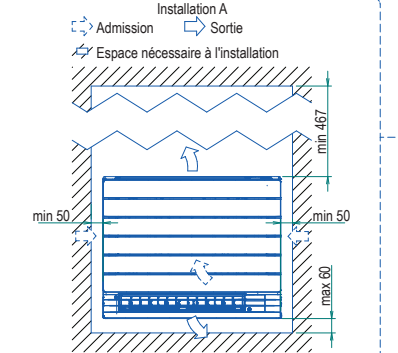 Installation A
Admission Sortie
Espace nécessaire à l'installation
min 467
min 50 min 50
max 60